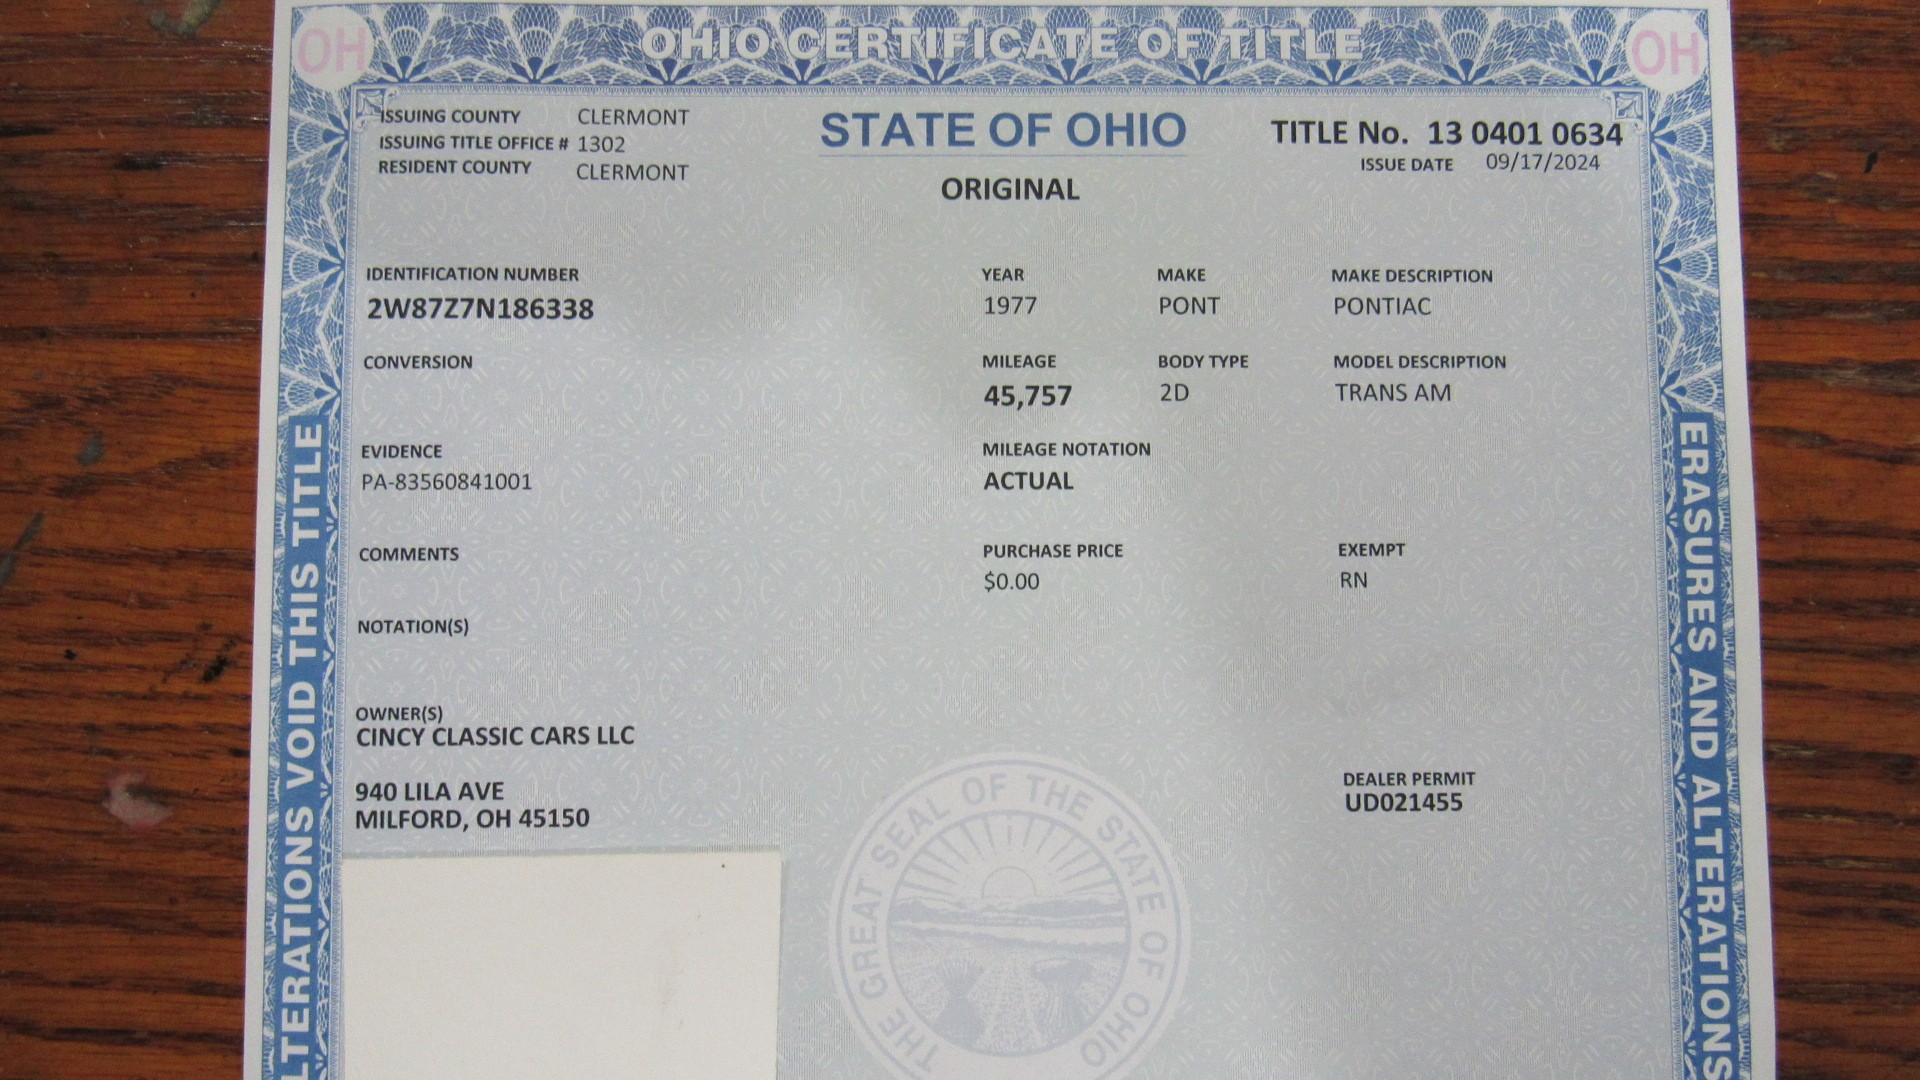 OHIO CERTIFICATE OF TITLE
OH
OH
ISSUING COUNTY CLERMONT
ISSUING TITLE OFFICE # 1302
RESIDENT COUNTY CLERMONT
STATE OF OHIO
ORIGINAL
TITLE No. 13 0401 0634
ISSUE DATE 09/17/2024
IDENTIFICATION NUMBER YEAR MAKE MAKE DESCRIPTION
2W87Z7N186338 1977 PONT PONTIAC
CONVERSION MILEAGE BODY TYPE MODEL DESCRIPTION
45,757 2D TRANS AM
EVIDENCE MILEAGE NOTATION
PA-83560841001 ACTUAL
COMMENTS PURCHASE PRICE EXEMPT
$0.00 RN
NOTATION(S)
OWNER(S)
CINCY CLASSIC CARS LLC
940 LILA AVE
MILFORD, OH 45150
DEALER PERMIT
UD021455
THE GREAT SEAL OF THE STATE OF OHIO
LTERATIONS VOID THIS TITLE
ERASURES AND ALTERATIONS